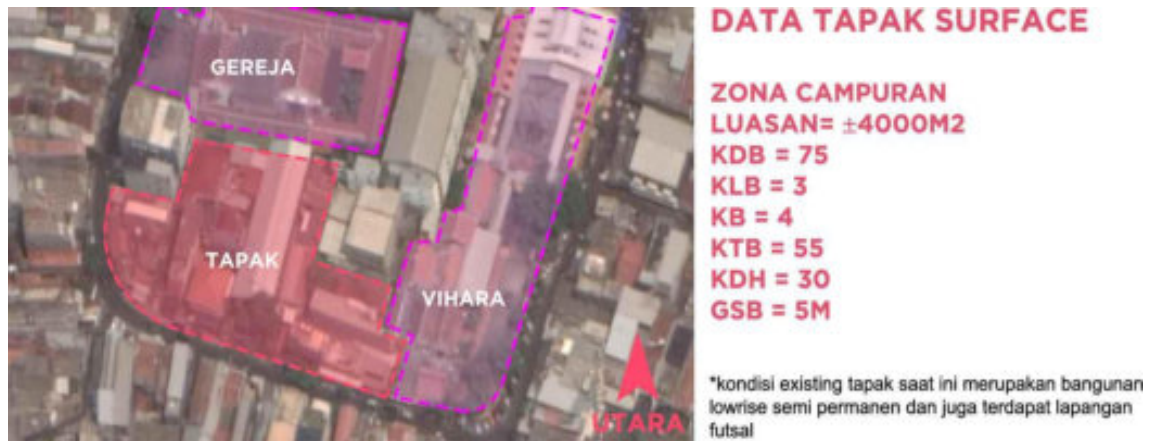 GEREJA
TAPAK
VIHARA
UTARA
DATA TAPAK SURFACE
ZONA CAMPURAN
LUASAN= ±4000M2
KDB = 75
KLB = 3
KB = 4
KTB = 55
KDH = 30
GSB = 5M
*kondisi existing tapak saat ini merupakan bangunan
lowrise semi permanen dan juga terdapat lapangan
futsal